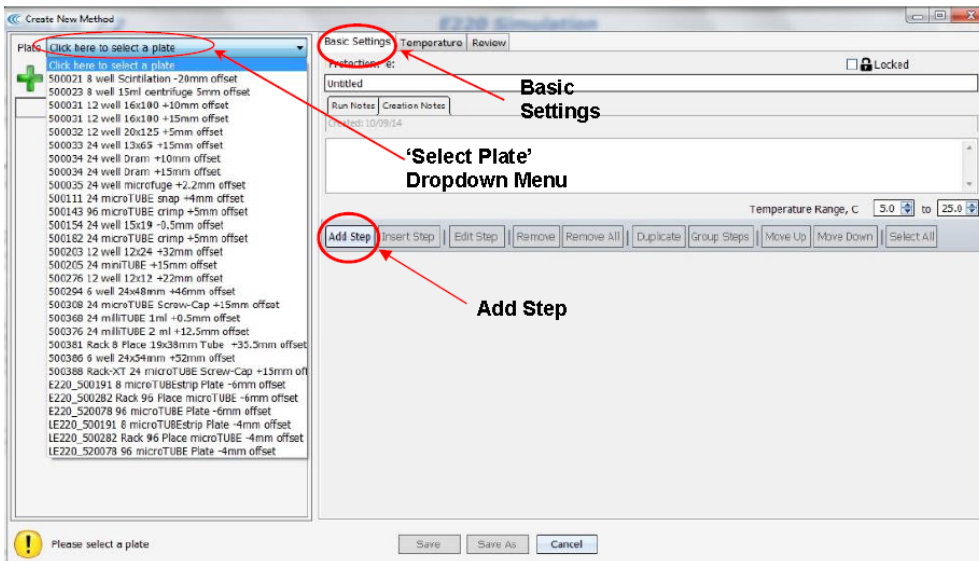 Create New Method
E220 Simulation
Plate Click here to select a plate
Click here to select a plate
500021 8 well Scintilation -20mm offset
500023 8 well 15ml centrifuge 5mm offset
500031 12 well 16x100 +10mm offset
500031 12 well 16x100 +15mm offset
500032 12 well 20x125 +5mm offset
500033 24 well 13x65 +15mm offset
500034 24 well Dram +10mm offset
500034 24 well Dram +15mm offset
500035 24 well microfuge +2.2mm offset
500111 24 microTUBE snap +4mm offset
500143 96 microTUBE crimp +5mm offset
500154 24 well 15x19 -0.5mm offset
500182 24 microTUBE crimp +5mm offset
500203 12 well 12x24 +32mm offset
500205 24 miniTUBE +15mm offset
500276 12 well 12x12 +22mm offset
500294 6 well 24x48mm +46mm offset
500308 24 microTUBE Screw-Cap +15mm offset
500368 24 milliTUBE 1ml +0.5mm offset
500376 24 milliTUBE 2 ml +12.5mm offset
500381 Rack 8 Place 19x38mm Tube +35.5mm offset
500386 6 well 24x54mm +52mm offset
500388 Rack-XT 24 microTUBE Screw-Cap +15mm off
E220_500191 8 microTUBEstrip Plate -6mm offset
E220_500282 Rack 96 Place microTUBE -6mm offset
E220_520078 96 microTUBE Plate -6mm offset
LE220_500191 8 microTUBEstrip Plate -4mm offset
LE220_500282 Rack 96 Place microTUBE -4mm offset
LE220_520078 96 microTUBE Plate -4mm offset
Basic Settings Temperature Review
Locked
Untitled
Basic
Settings
Run Notes Creation Notes
Created: 10/09/14
'Select Plate'
Dropdown Menu
Temperature Range, C 5.0 to 25.0
Add Step Insert Step Edit Step Remove Remove All Duplicate Group Steps Move Up Move Down Select All
Add Step
Please select a plate
Save Save As Cancel